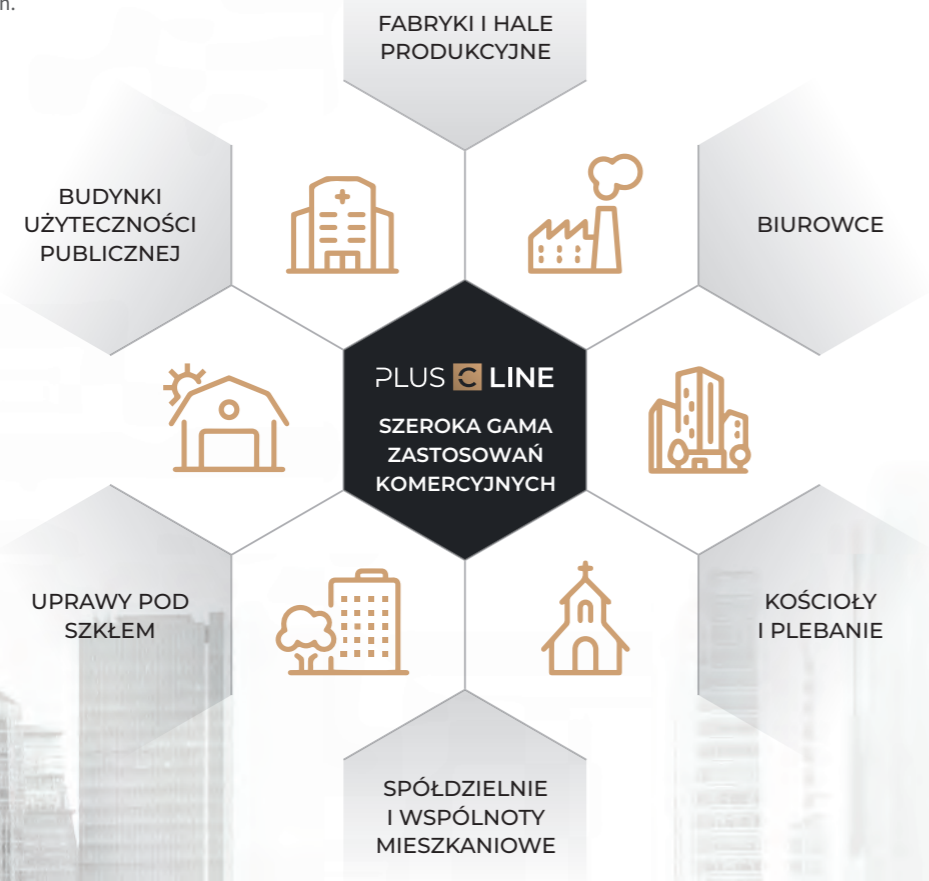 h.
FABRYKI I HALE
PRODUKCYJNE
BUDYNKI
UŻYTECZNOŚCI
PUBLICZNEJ
BIUROWCE
PLUS C LINE
SZEROKA GAMA
ZASTOSOWAŃ
KOMERCYJNYCH
UPRAWY POD
SZKŁEM
KOŚCIOŁY
I PLEBANIE
SPÓŁDZIELNIE
I WSPÓLNOTY
MIESZKANIOWE